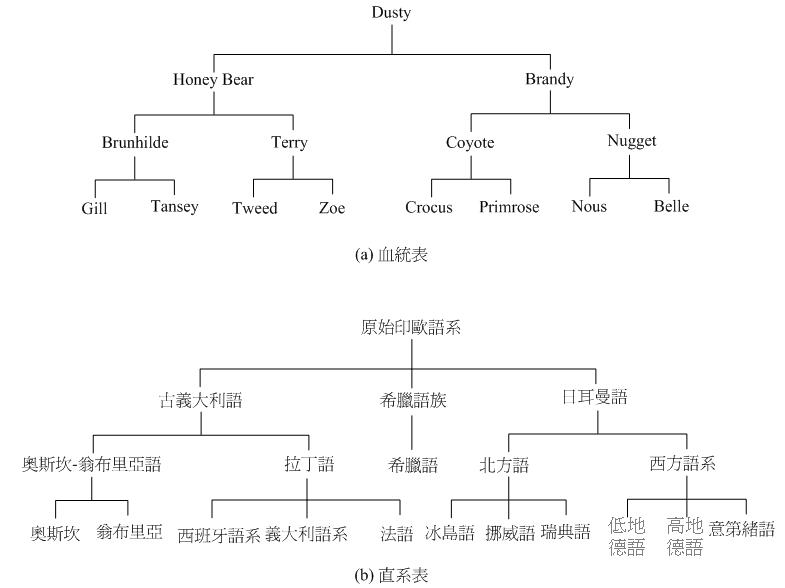 Dusty
Honey Bear Brandy
Brunhilde Terry Coyote Nugget
Gill Tansey Tweed Zoe Crocus Primrose Nous Belle
(a) 血統表
原始印歐語系
古義大利語 希臘語族 日耳曼語
奧斯坎-翁布里亞語 拉丁語 希臘語 北方語 西方語系
奧斯坎 翁布里亞 西班牙語系 義大利語系 法語 冰島語 挪威語 瑞典語 低地 高地 意第緒語
德語 德語
(b) 直系表